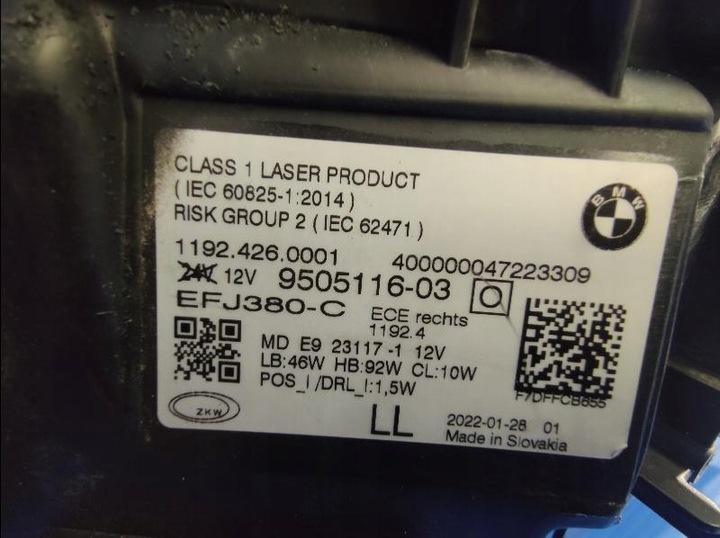 CLASS 1 LASER PRODUCT
( IEC 60825-1:2014 )
RISK GROUP 2 ( IEC 62471 )
BMW
1192.426.0001 400000047223309
24V 12V 9505116-03 Q
EFJ380-C ECE rechts
1192.4
MD E9 23117 -1 12V
LB:46W HB:92W CL:10W
POS_I /DRL_I:1,5W
F7DFFCB655
ZKW LL
2022-01-28 01
Made in Slovakia